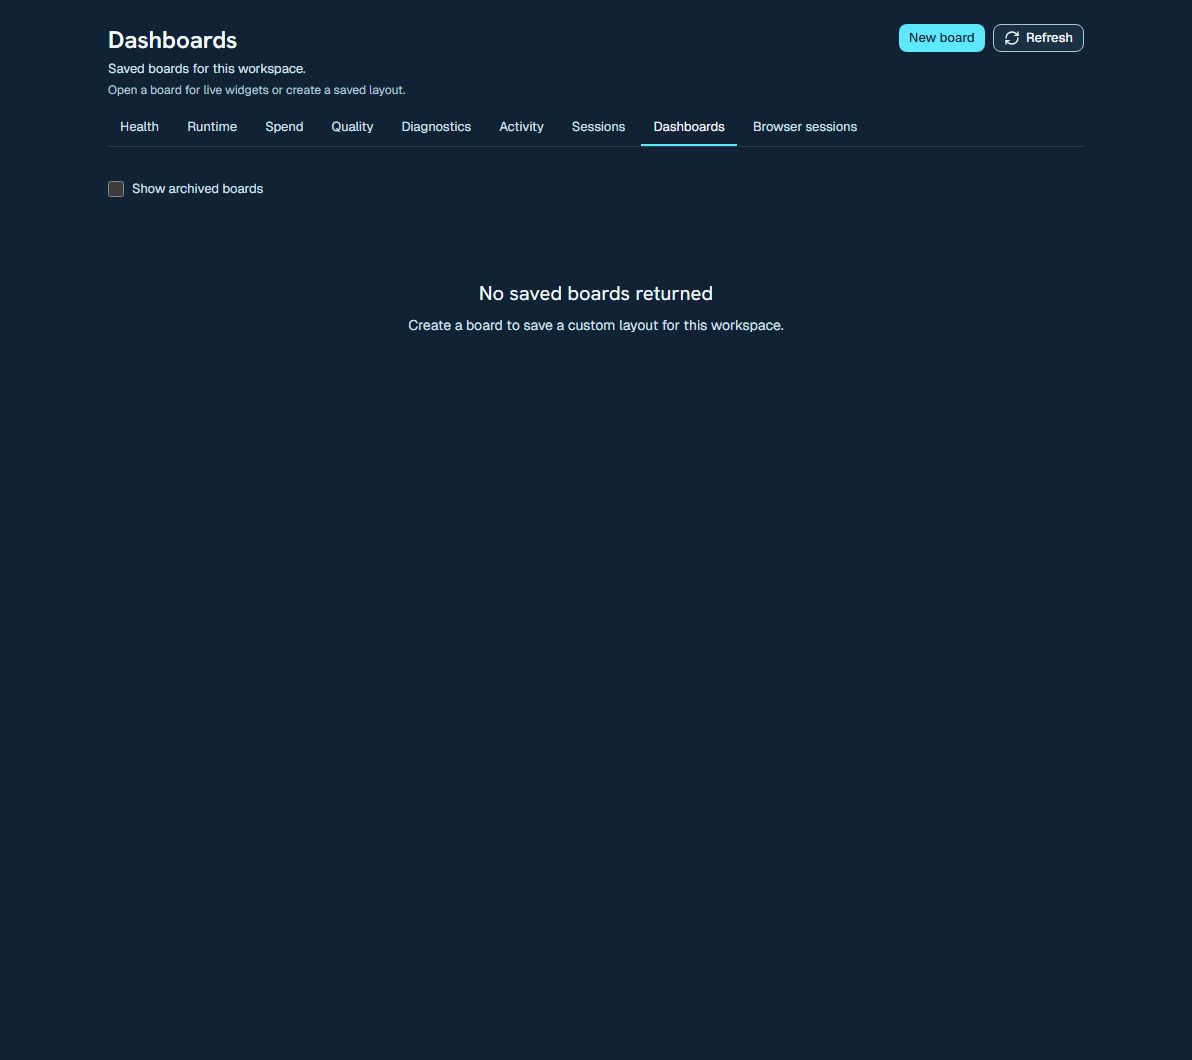 Dashboards
New board
Refresh
Saved boards for this workspace.
Open a board for live widgets or create a saved layout.
Health
Runtime
Spend
Quality
Diagnostics
Activity
Sessions
Dashboards
Browser sessions
Show archived boards
No saved boards returned
Create a board to save a custom layout for this workspace.